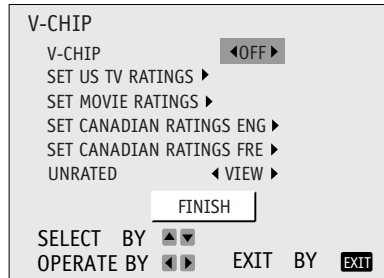 V-CHIP
V-CHIP ◀OFF▶
SET US TV RATINGS ▶
SET MOVIE RATINGS ▶
SET CANADIAN RATINGS ENG ▶
SET CANADIAN RATINGS FRE ▶
UNRATED ◀ VIEW ▶
FINISH
SELECT BY ▲▼
OPERATE BY ◀▶ EXIT BY EXIT